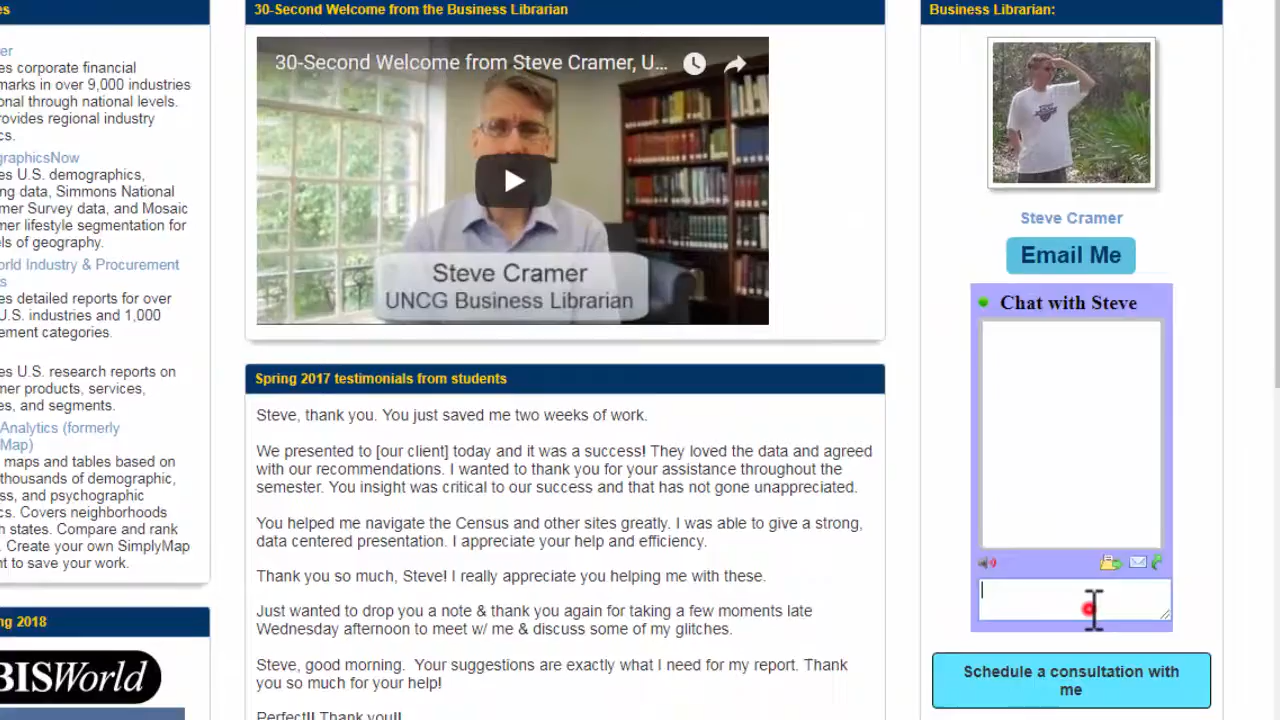 es
er
es corporate financial
marks in over 9,000 industries
onal through national levels.
rovides regional industry
cs.
graphicsNow
es U.S. demographics,
ng data, Simmons National
mer Survey data, and Mosaic
mer lifestyle segmentation for
ls of geography.
orld Industry & Procurement
s
es detailed reports for over
U.S. industries and 1,000
ement categories.
es U.S. research reports on
mer products, services,
es, and segments.
Analytics (formerly
Map)
maps and tables based on
thousands of demographic,
ss, and psychographic
cs. Covers neighborhoods
h states. Compare and rank
. Create your own SimplyMap
nt to save your work.
ng 2018
BISWorld
30-Second Welcome from the Business Librarian
30-Second Welcome from Steve Cramer, U...
Steve Cramer
UNCG Business Librarian
Spring 2017 testimonials from students
Steve, thank you. You just saved me two weeks of work.
We presented to [our client] today and it was a success! They loved the data and agreed
with our recommendations. I wanted to thank you for your assistance throughout the
semester. You insight was critical to our success and that has not gone unappreciated.
You helped me navigate the Census and other sites greatly. I was able to give a strong,
data centered presentation. I appreciate your help and efficiency.
Thank you so much, Steve! I really appreciate you helping me with these.
Just wanted to drop you a note & thank you again for taking a few moments late
Wednesday afternoon to meet w/ me & discuss some of my glitches.
Steve, good morning. Your suggestions are exactly what I need for my report. Thank
you so much for your help!
Perfect!! Thank you!!
Business Librarian:
Steve Cramer
Email Me
Chat with Steve
Schedule a consultation with
me